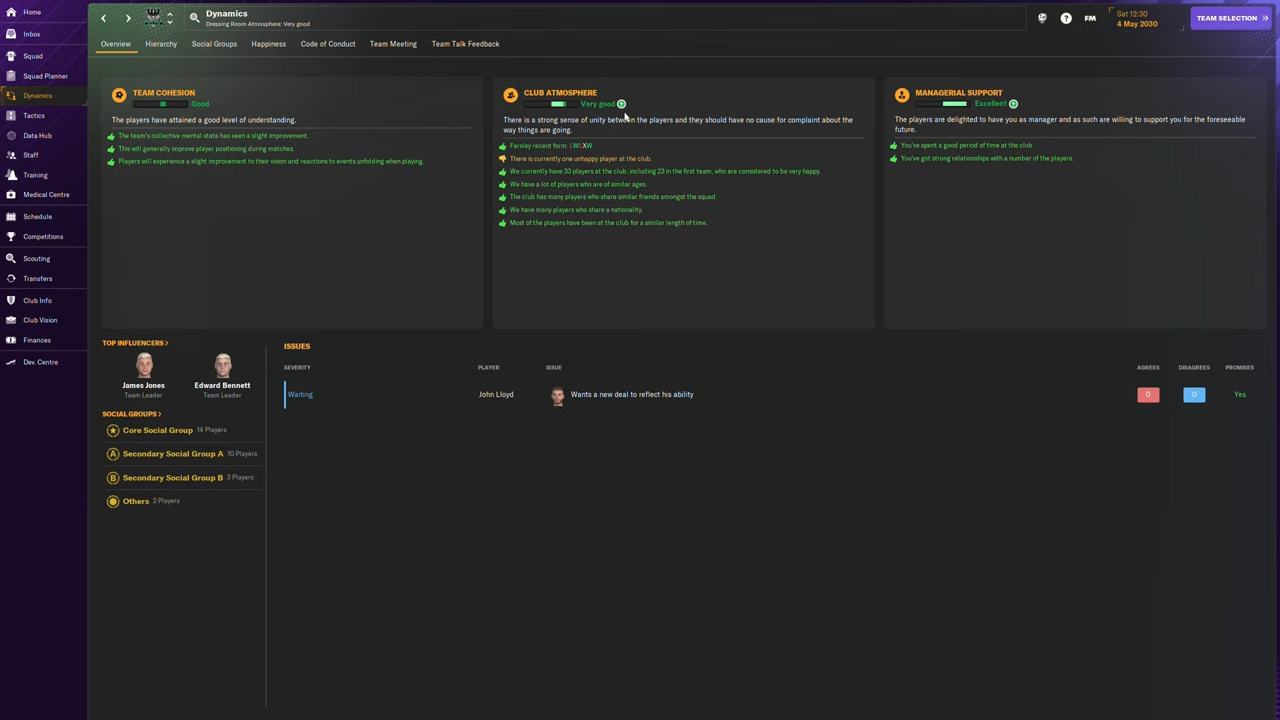 Home
Inbox
Squad
Squad Planner
Dynamics
Tactics
Data Hub
Staff
Training
Medical Centre
Schedule
Competitions
Scouting
Transfers
Club Info
Club Vision
Finances
Dev. Centre
Dynamics
Dressing Room Atmosphere: Very good
FM
Sat 12:30
4 May 2030
TEAM SELECTION
Overview Hierarchy Social Groups Happiness Code of Conduct Team Meeting Team Talk Feedback
TEAM COHESION
Good
The players have attained a good level of understanding.
The team's collective mental state has seen a slight improvement.
This will generally improve player positioning during matches.
Players will experience a slight improvement to their vision and reactions to events unfolding when playing.
CLUB ATMOSPHERE
Very good
There is a strong sense of unity between the players and they should have no cause for complaint about the
way things are going.
Farsley recent form: LWLXW
There is currently one unhappy player at the club.
We currently have 33 players at the club, including 23 in the first team, who are considered to be very happy.
We have a lot of players who are of similar ages.
The club has many players who share similar friends amongst the squad.
We have many players who share a nationality.
Most of the players have been at the club for a similar length of time.
MANAGERIAL SUPPORT
Excellent
The players are delighted to have you as manager and as such are willing to support you for the foreseeable
future.
You've spent a good period of time at the club.
You've got strong relationships with a number of the players.
TOP INFLUENCERS >
James Jones
Team Leader
Edward Bennett
Team Leader
SOCIAL GROUPS >
Core Social Group 14 Players
A Secondary Social Group A 10 Players
B Secondary Social Group B 3 Players
Others 2 Players
ISSUES
SEVERITY PLAYER ISSUE AGREES DISAGREES PROMISES
Waiting John Lloyd Wants a new deal to reflect his ability 0 0 Yes